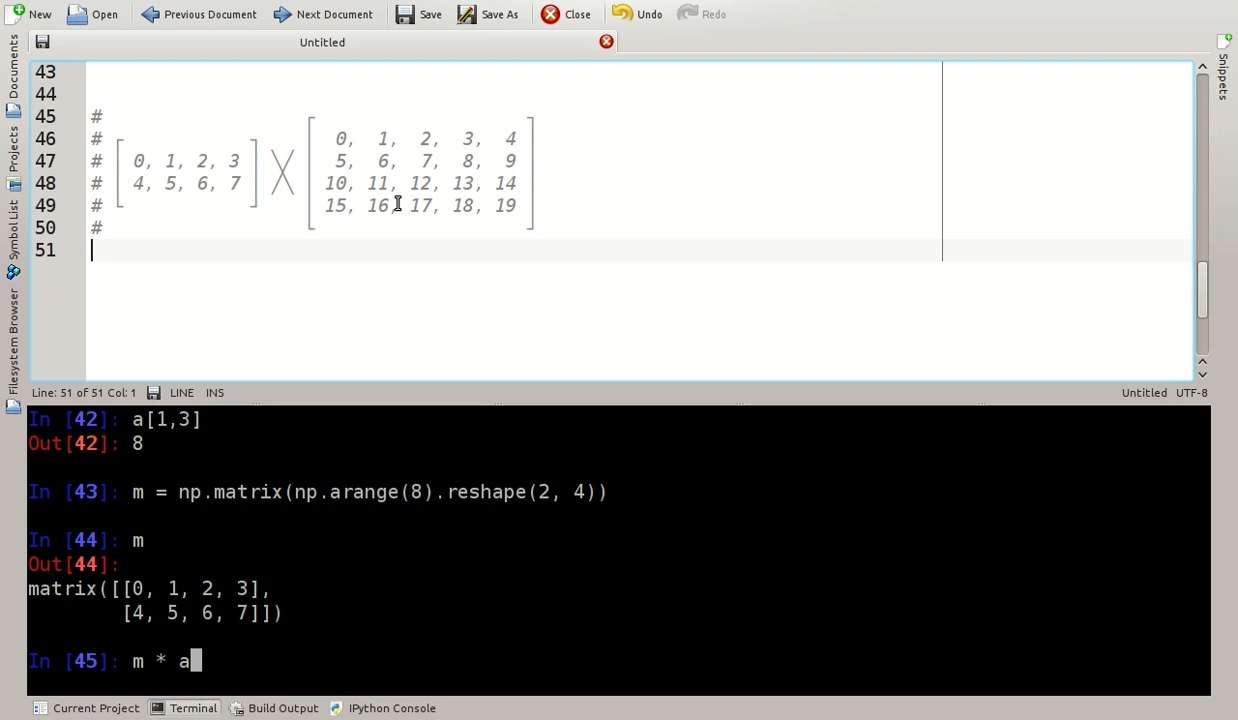 New Open Previous Document Next Document Save Save As Close Undo Redo
Untitled
Documents
Projects
Symbol List
Filesystem Browser
Snippets
43
44
45 #
46 # 0, 1, 2, 3, 4
47 # 0, 1, 2, 3 5, 6, 7, 8, 9
48 # 4, 5, 6, 7 10, 11, 12, 13, 14
49 # 15, 16, 17, 18, 19
50 #
51
Line: 51 of 51 Col: 1 LINE INS Untitled UTF-8
In [42]: a[1,3]
Out[42]: 8
In [43]: m = np.matrix(np.arange(8).reshape(2, 4))
In [44]: m
Out[44]:
matrix([[0, 1, 2, 3],
[4, 5, 6, 7]])
In [45]: m * a
Current Project Terminal Build Output IPython Console